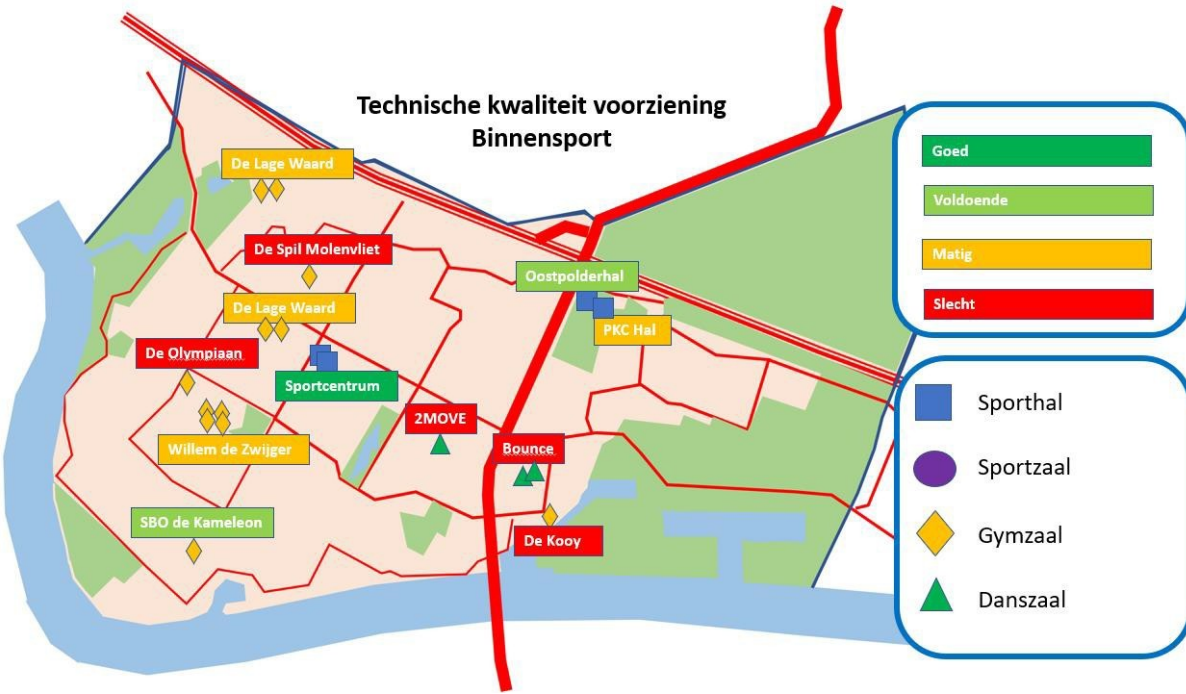 Technische kwaliteit voorziening
Binnensport
De Lage Waard
De Spil Molenvliet
De Lage Waard
De Olympiaan
Sportcentrum
Willem de Zwijger
SBO de Kameleon
2MOVE
Bounce
De Kooy
Oostpolderhal
PKC Hal
Goed
Voldoende
Matig
Slecht
Sporthal
Sportzaal
Gymzaal
Danszaal